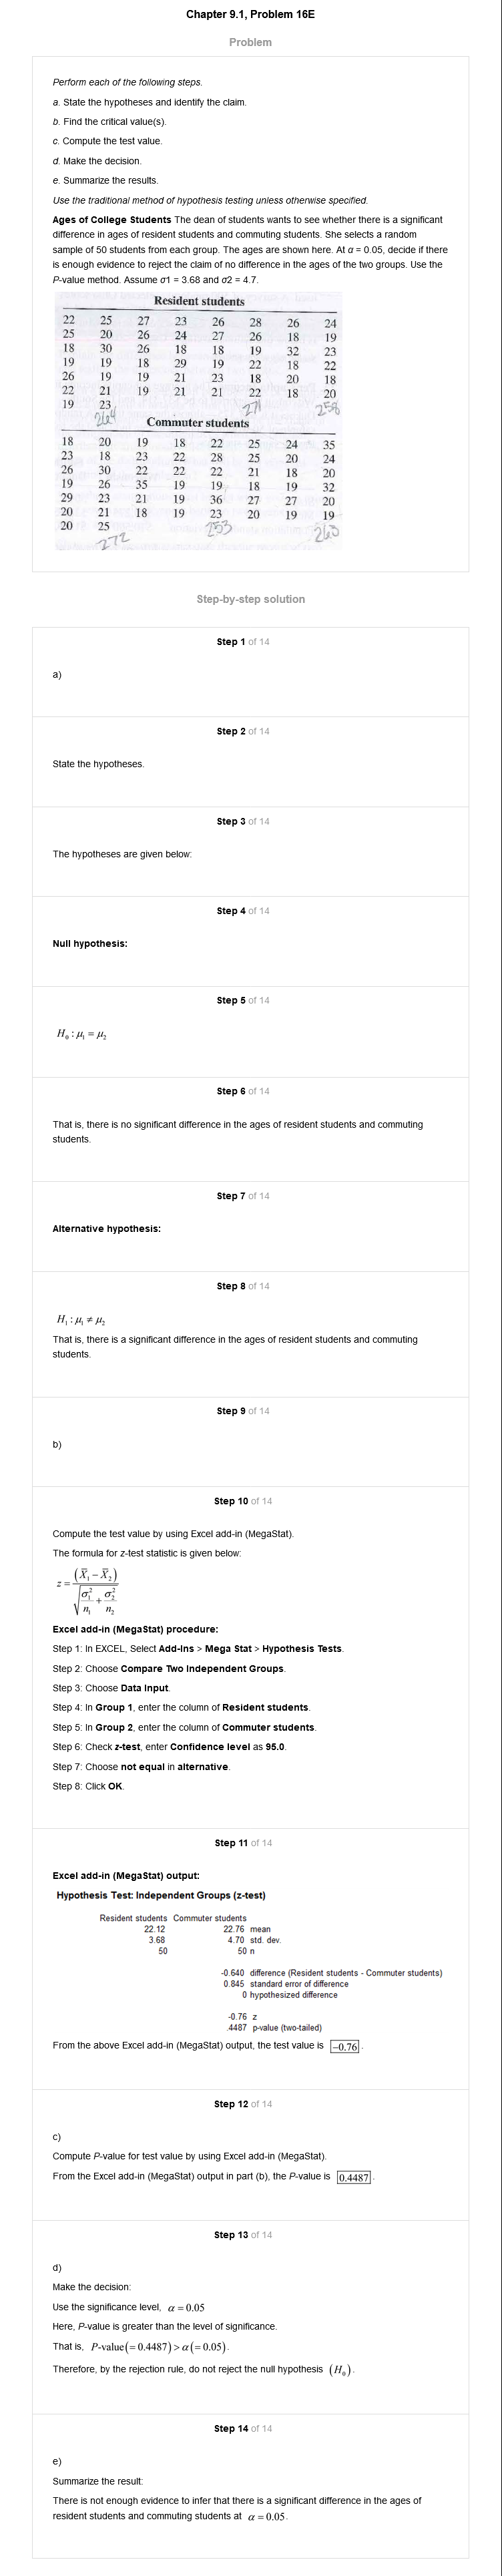 Chapter 9.1, Problem 16E
Problem
Perform each of the following steps.
a. State the hypotheses and identify the claim.
b. Find the critical value(s).
c. Compute the test value.
d. Make the decision.
e. Summarize the results.
Use the traditional method of hypothesis testing unless otherwise specified.
Ages of College Students The dean of students wants to see whether there is a significant
difference in ages of resident students and commuting students. She selects a random
sample of 50 students from each group. The ages are shown here. At α = 0.05, decide if there
is enough evidence to reject the claim of no difference in the ages of the two groups. Use the
P-value method. Assume σ1 = 3.68 and σ2 = 4.7.
Resident students
22 25 27 23 26 28 26 24
25 20 26 24 27 26 18 19
18 30 26 18 18 19 32 23
19 19 18 29 19 22 18 22
26 19 19 21 23 18 20 18
22 21 19 21 21 22 18 20
19 23
264 271 258
Commuter students
18 20 19 18 22 25 24 35
23 18 23 22 28 25 20 24
26 30 22 22 22 21 18 20
19 26 35 19 19 18 19 32
29 23 21 19 36 27 27 20
20 21 18 19 23 20 19 19
20 25
272 253 263
Step-by-step solution
Step 1 of 14
a)
Step 2 of 14
State the hypotheses.
Step 3 of 14
The hypotheses are given below:
Step 4 of 14
Null hypothesis:
Step 5 of 14
H₀ : μ₁ = μ₂
Step 6 of 14
That is, there is no significant difference in the ages of resident students and commuting
students.
Step 7 of 14
Alternative hypothesis:
Step 8 of 14
H₁ : μ₁ ≠ μ₂
That is, there is a significant difference in the ages of resident students and commuting
students.
Step 9 of 14
b)
Step 10 of 14
Compute the test value by using Excel add-in (MegaStat).
The formula for z-test statistic is given below:
z = (X̄₁ − X̄₂) / √(σ₁²/n₁ + σ₂²/n₂)
Excel add-in (MegaStat) procedure:
Step 1: In EXCEL, Select Add-Ins > Mega Stat > Hypothesis Tests.
Step 2: Choose Compare Two Independent Groups.
Step 3: Choose Data Input.
Step 4: In Group 1, enter the column of Resident students.
Step 5: In Group 2, enter the column of Commuter students.
Step 6: Check z-test, enter Confidence level as 95.0.
Step 7: Choose not equal in alternative.
Step 8: Click OK.
Step 11 of 14
Excel add-in (MegaStat) output:
Hypothesis Test: Independent Groups (z-test)
Resident students Commuter students
22.12 22.76 mean
3.68 4.70 std. dev.
50 50 n
-0.640 difference (Resident students - Commuter students)
0.845 standard error of difference
0 hypothesized difference
-0.76 z
.4487 p-value (two-tailed)
From the above Excel add-in (MegaStat) output, the test value is −0.76.
Step 12 of 14
c)
Compute P-value for test value by using Excel add-in (MegaStat).
From the Excel add-in (MegaStat) output in part (b), the P-value is 0.4487.
Step 13 of 14
d)
Make the decision:
Use the significance level, α = 0.05
Here, P-value is greater than the level of significance.
That is, P-value(= 0.4487) > α(= 0.05).
Therefore, by the rejection rule, do not reject the null hypothesis (H₀).
Step 14 of 14
e)
Summarize the result:
There is not enough evidence to infer that there is a significant difference in the ages of
resident students and commuting students at α = 0.05.